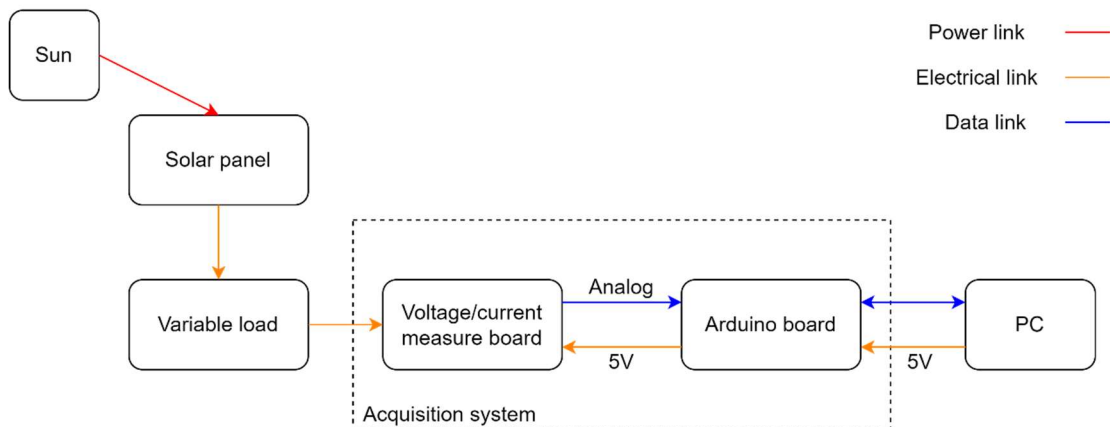 Sun
Power link
Electrical link
Data link
Solar panel
Variable load
Voltage/current
measure board
Analog
5V
Arduino board
5V
PC
Acquisition system